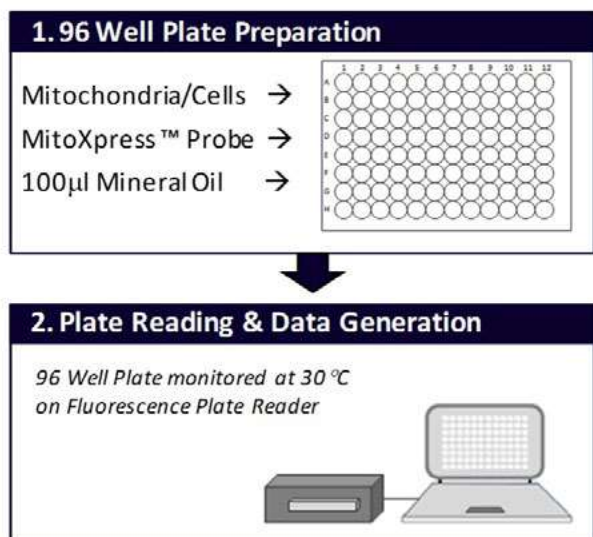 1. 96 Well Plate Preparation
1 2 3 4 5 6 7 8 9 10 11 12
Mitochondria/Cells →
MitoXpress™ Probe →
100µl Mineral Oil →
A
B
C
D
E
F
G
H
2. Plate Reading & Data Generation
96 Well Plate monitored at 30 °C
on Fluorescence Plate Reader